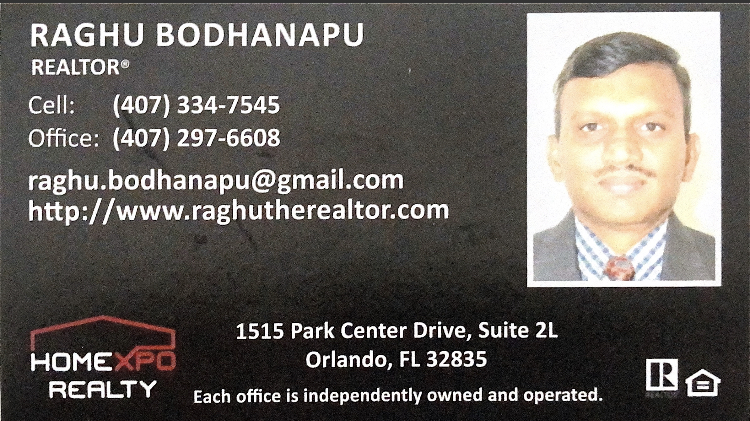 RAGHU BODHANAPU
REALTOR®
Cell: (407) 334-7545
Office: (407) 297-6608
raghu.bodhanapu@gmail.com
http://www.raghutherealtor.com
1515 Park Center Drive, Suite 2L
Orlando, FL 32835
Each office is independently owned and operated.
HOMEXPO
REALTY
R
REALTOR